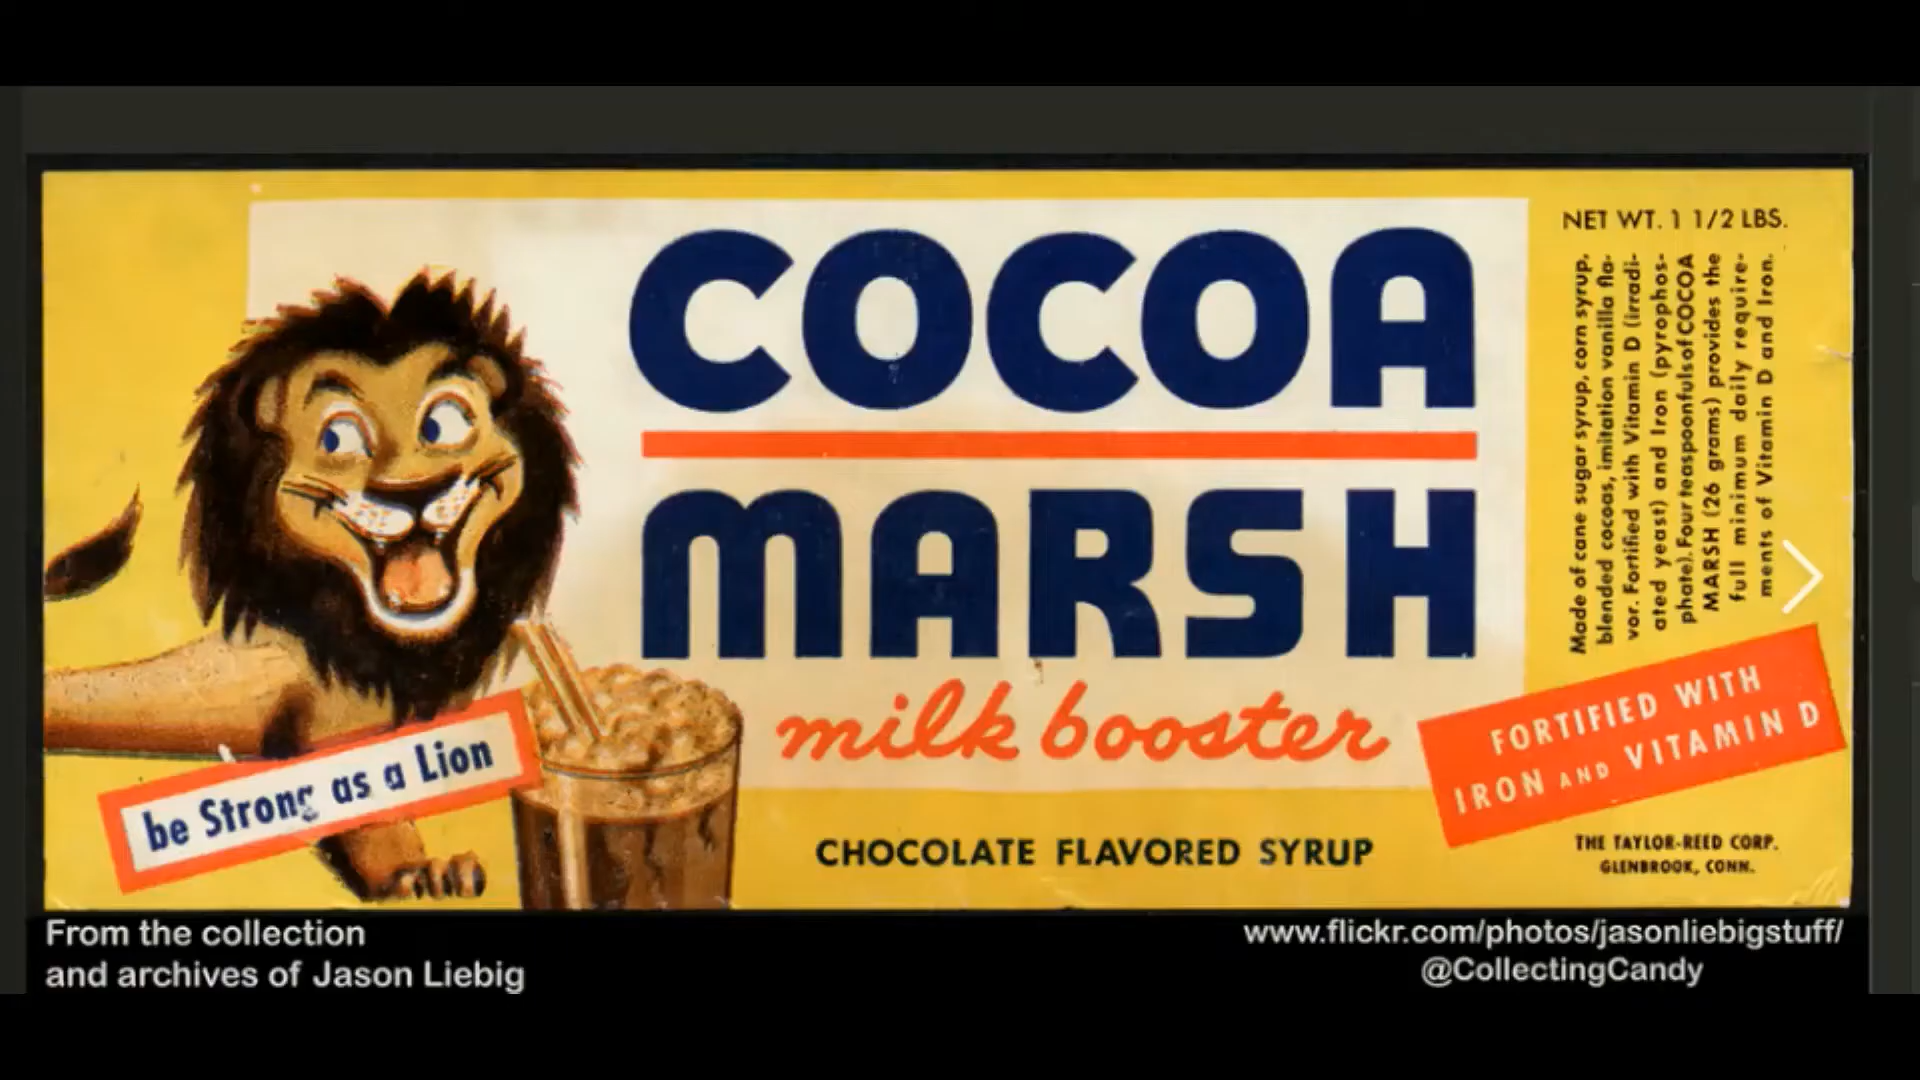 COCOA
MARSH
milk booster
CHOCOLATE FLAVORED SYRUP
be Strong as a Lion
NET WT. 1 1/2 LBS.
Made of cane sugar syrup, corn syrup,
blended cocoas, imitation vanilla fla-
vor. Fortified with Vitamin D (irradi-
ated yeast) and Iron (pyrophos-
phate). Four teaspoonfuls of COCOA
MARSH (26 grams) provides the
full minimum daily require-
ments of Vitamin D and Iron.
FORTIFIED WITH
IRON AND VITAMIN D
THE TAYLOR-REED CORP.
GLENBROOK, CONN.
From the collection
and archives of Jason Liebig
www.flickr.com/photos/jasonliebigstuff/
@CollectingCandy